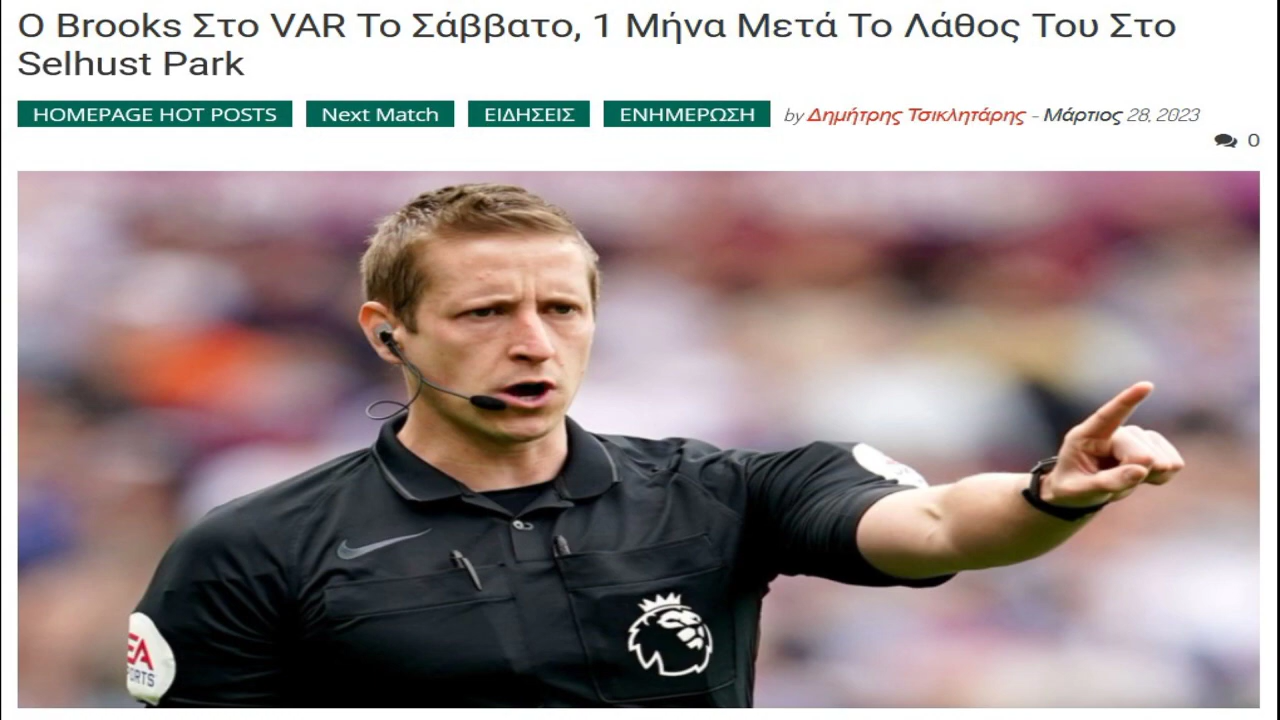 Ο Brooks Στο VAR Το Σάββατο, 1 Μήνα Μετά Το Λάθος Του Στο
Selhust Park
HOMEPAGE HOT POSTS Next Match ΕΙΔΗΣΕΙΣ ΕΝΗΜΕΡΩΣΗ by Δημήτρης Τσικλητάρης - Μάρτιος 28, 2023
0
EA
SPORTS